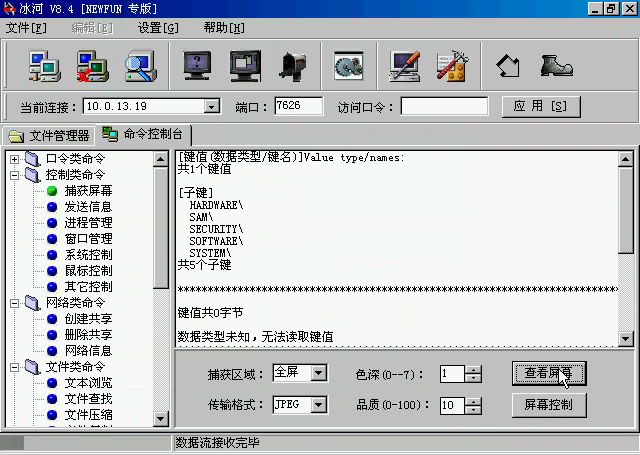 冰河 V8.4 [NEWFUN 专版]
文件[F] 编辑[E] 设置[G] 帮助[H]
当前连接： 10.0.13.19 端口： 7626 访问口令： 应 用 [S]
文件管理器 命令控制台
口令类命令
控制类命令
捕获屏幕
发送信息
进程管理
窗口管理
系统控制
鼠标控制
其它控制
网络类命令
创建共享
删除共享
网络信息
文件类命令
文本浏览
文件查找
文件压缩
[键值(数据类型/键名)]Value type/names:
共1个键值
[子键]
HARDWARE\
SAM\
SECURITY\
SOFTWARE\
SYSTEM\
共5个子键
键值共0字节
数据类型未知，无法读取键值
捕获区域： 全屏 色深(0--7)： 1 查看屏幕
传输格式： JPEG 品质(0-100)： 10 屏幕控制
数据流接收完毕